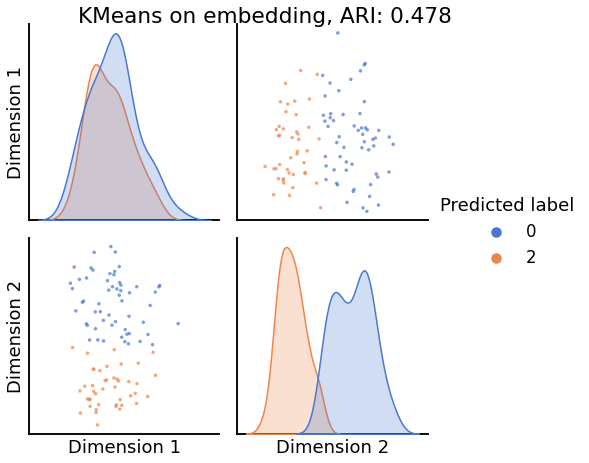 KMeans on embedding, ARI: 0.478
Dimension 1
Predicted label
0
2
Dimension 2
Dimension 1
Dimension 2